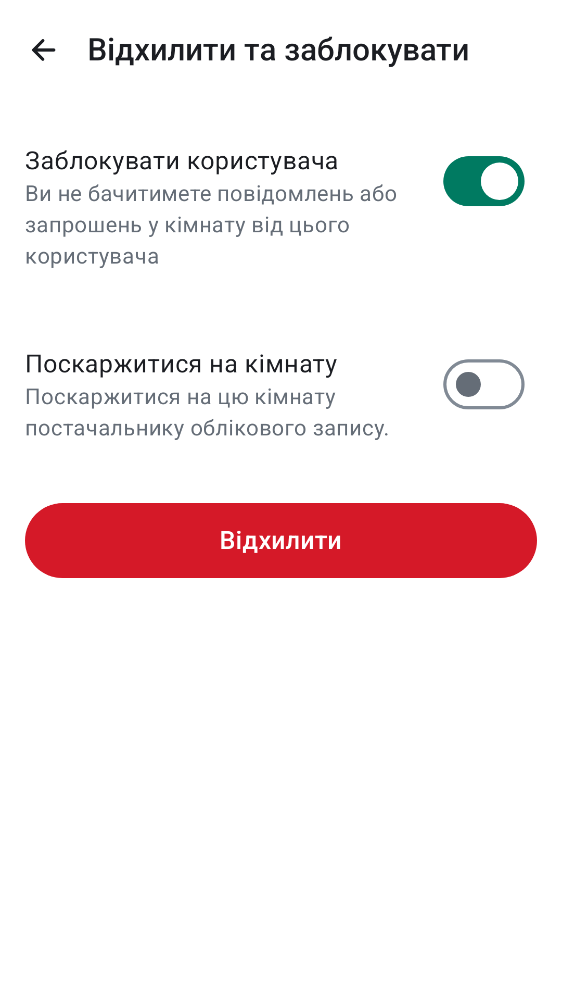 Відхилити та заблокувати
Заблокувати користувача
Ви не бачитимете повідомлень або
запрошень у кімнату від цього
користувача
Поскаржитися на кімнату
Поскаржитися на цю кімнату
постачальнику облікового запису.
Відхилити